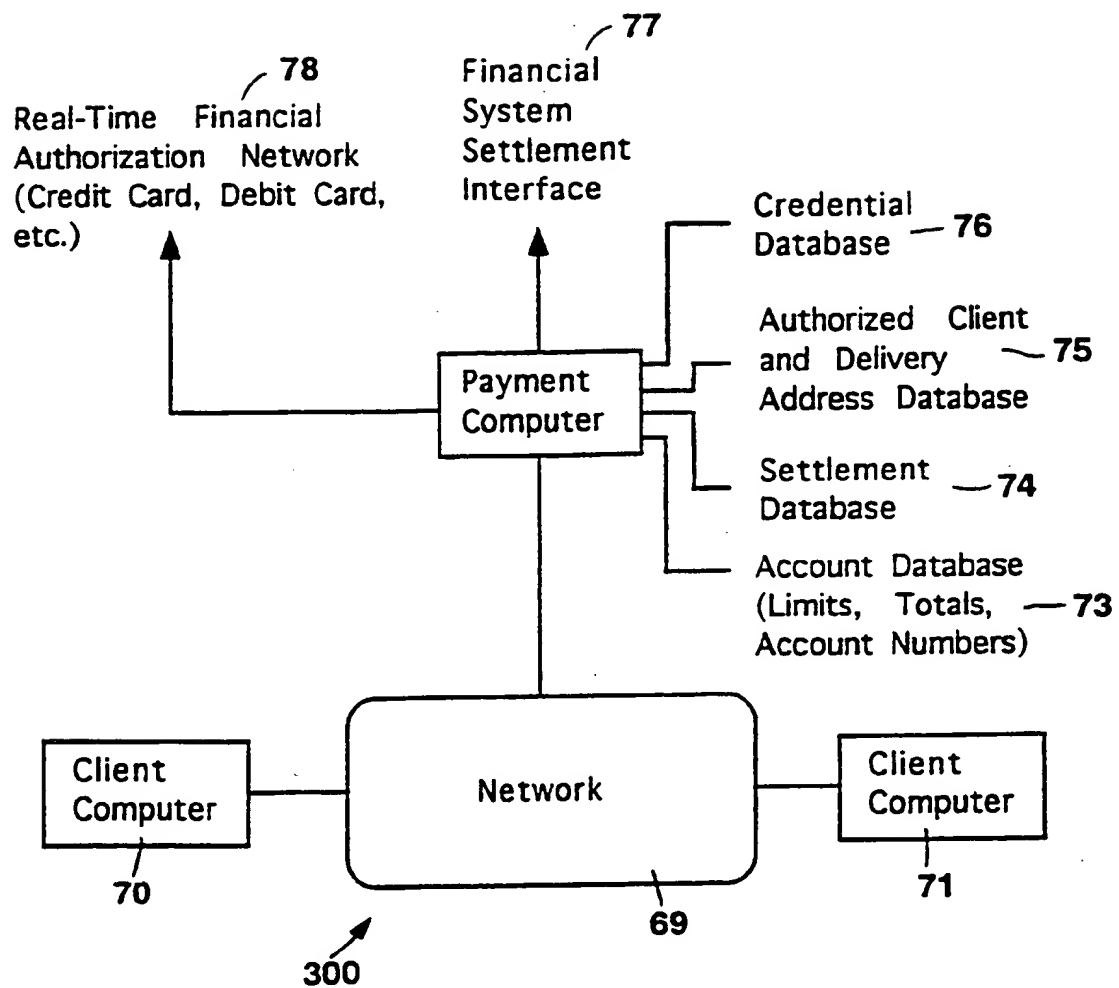 78
Real-Time Financial
Authorization Network
(Credit Card, Debit Card,
etc.)
77
Financial
System
Settlement
Interface
Credential
Database 76
Authorized Client
and Delivery 75
Address Database
Payment
Computer
Settlement
Database 74
Account Database
(Limits, Totals, 73
Account Numbers)
Client
Computer
70
Network
69
Client
Computer
71
300